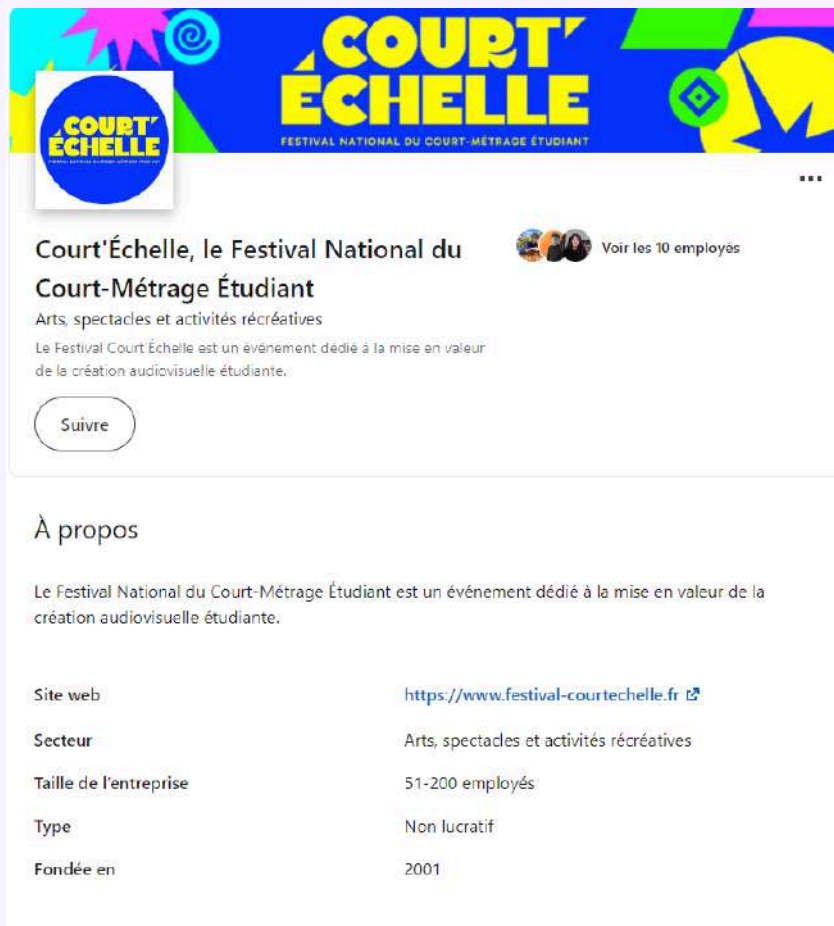 COURT'
ÉCHELLE
FESTIVAL NATIONAL DU COURT-MÉTRAGE ÉTUDIANT
COURT'
ÉCHELLE
Court'Échelle, le Festival National du
Court-Métrage Étudiant
Voir les 10 employés
Arts, spectacles et activités récréatives
Le Festival Court'Échelle est un événement dédié à la mise en valeur
de la création audiovisuelle étudiante.
Suivre
À propos
Le Festival National du Court-Métrage Étudiant est un événement dédié à la mise en valeur de la
création audiovisuelle étudiante.
Site web https://www.festival-courtechelle.fr
Secteur Arts, spectacles et activités récréatives
Taille de l'entreprise 51-200 employés
Type Non lucratif
Fondée en 2001